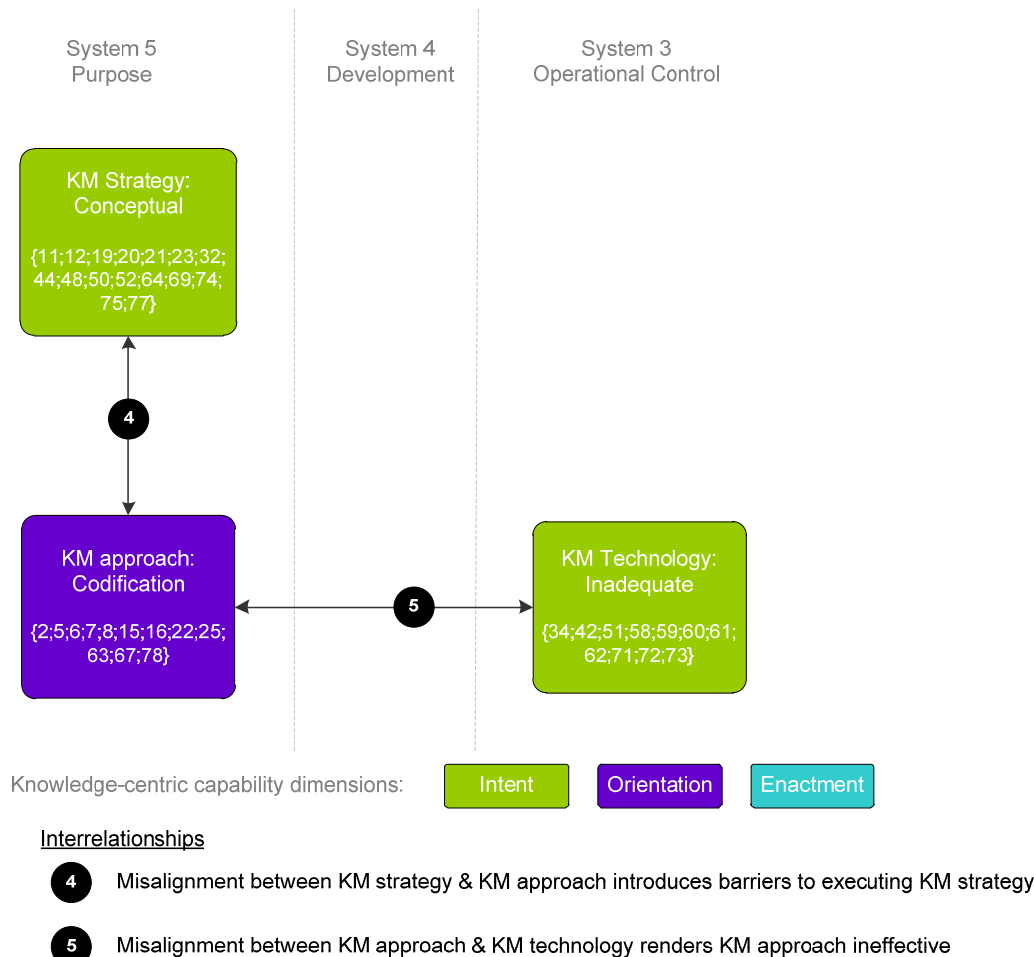 System 5
Purpose
System 4
Development
System 3
Operational Control
KM Strategy:
Conceptual
{11;12;19;20;21;23;32;
44;48;50;52;64;69;74;
75;77}
4
KM approach:
Codification
{2;5;6;7;8;15;16;22;25;
63;67;78}
5
KM Technology:
Inadequate
{34;42;51;58;59;60;61;
62;71;72;73}
Knowledge-centric capability dimensions:
Intent
Orientation
Enactment
Interrelationships
4 Misalignment between KM strategy & KM approach introduces barriers to executing KM strategy
5 Misalignment between KM approach & KM technology renders KM approach ineffective